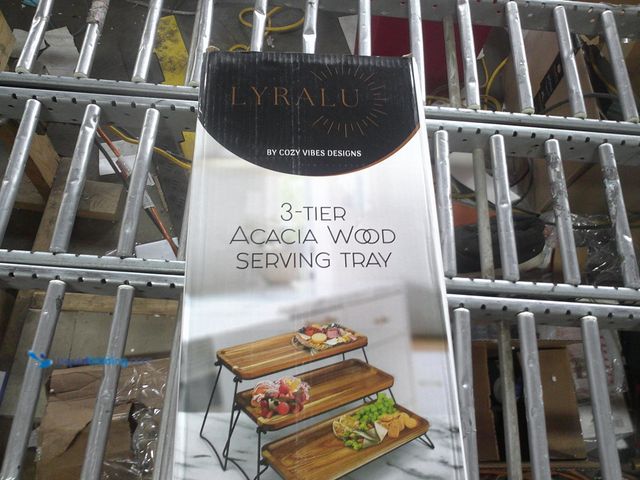 LYRALU
BY COZY VIBES DESIGNS
3-TIER
ACACIA WOOD
SERVING TRAY